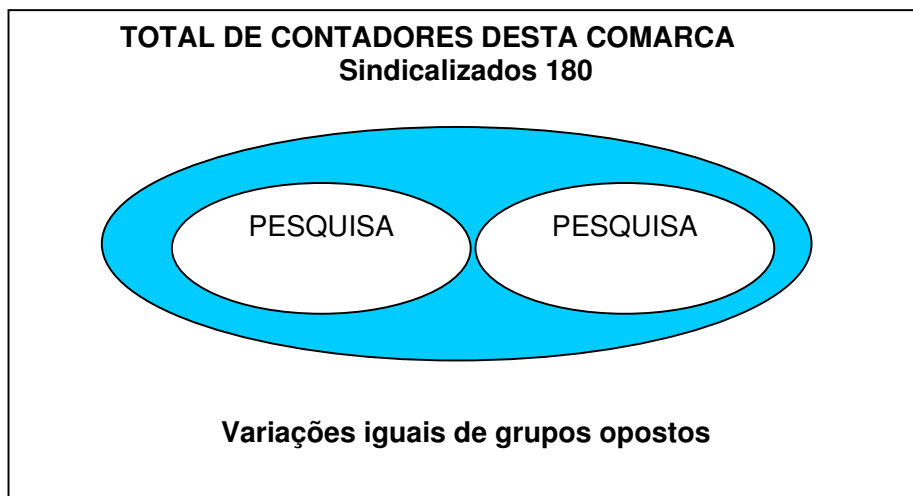 TOTAL DE CONTADORES DESTA COMARCA
Sindicalizados 180
PESQUISA PESQUISA
Variações iguais de grupos opostos